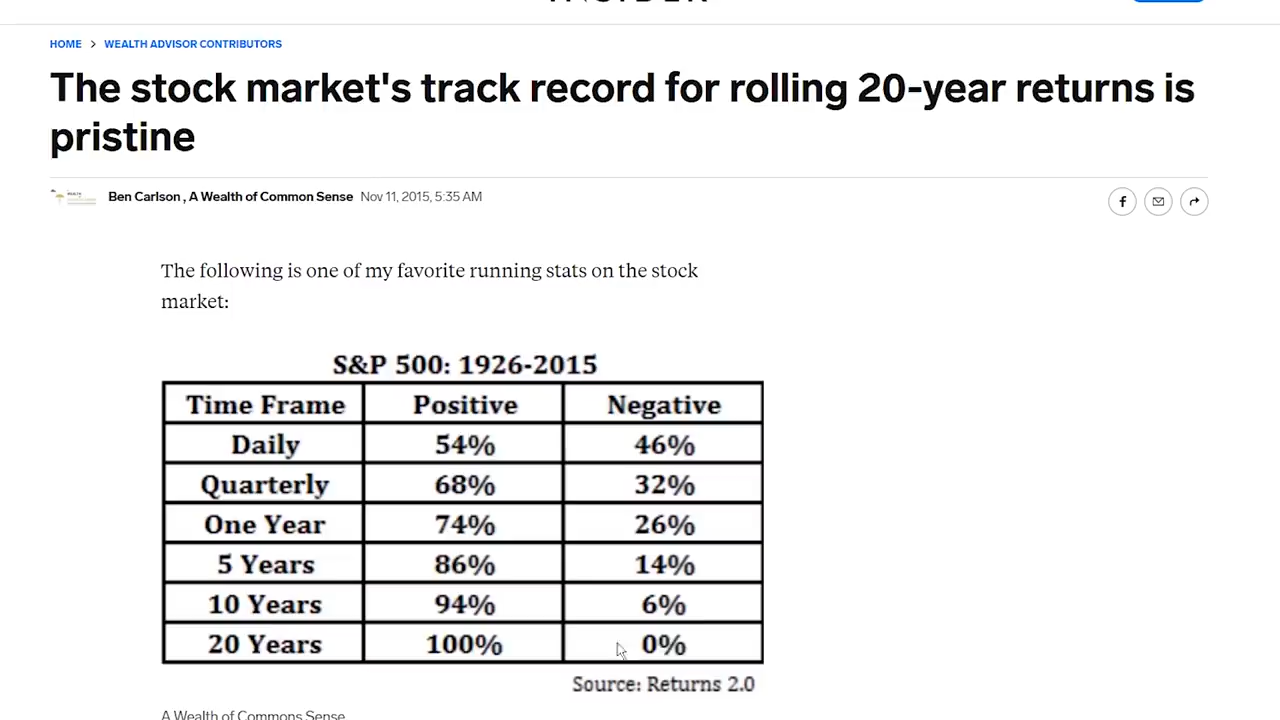 HOME > WEALTH ADVISOR CONTRIBUTORS
The stock market's track record for rolling 20-year returns is
pristine
Ben Carlson , A Wealth of Common Sense Nov 11, 2015, 5:35 AM
The following is one of my favorite running stats on the stock
market:
S&P 500: 1926-2015
Time Frame Positive Negative
Daily 54% 46%
Quarterly 68% 32%
One Year 74% 26%
5 Years 86% 14%
10 Years 94% 6%
20 Years 100% 0%
Source: Returns 2.0
A Wealth of Commons Sense